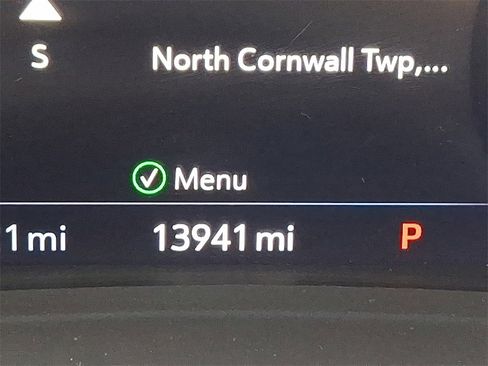 S
North Cornwall Twp,...
Menu
1 mi
13941 mi
P